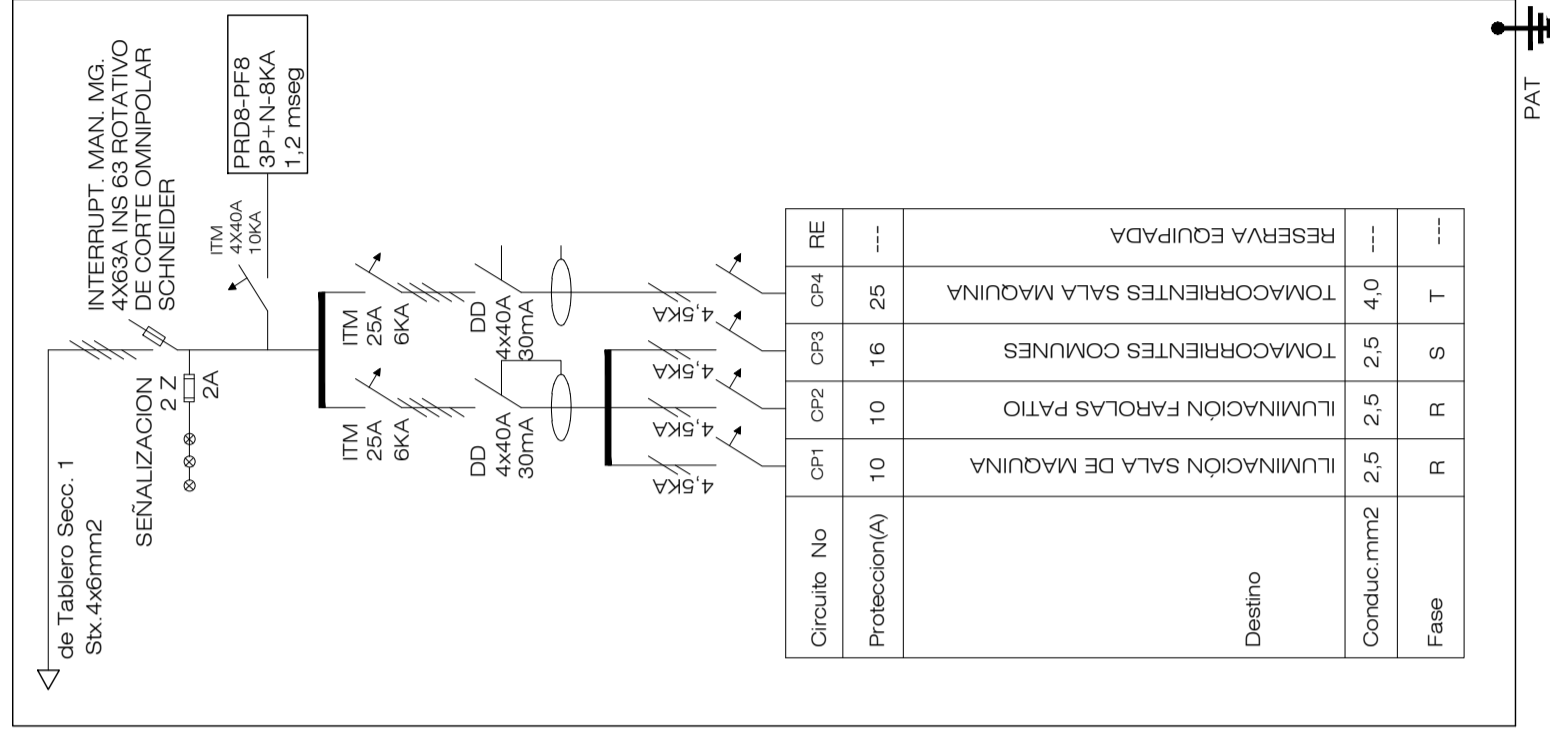 de Tablero Secc. 1
Stx.4x6mm2
INTERRUPT. MAN. MG.
4X63A INS 63 ROTATIVO
DE CORTE OMNIPOLAR
SCHNEIDER
SEÑALIZACION
2 Z
2A
ITM
4X40A
10KA
PRD8-PF8
3P+N-8KA
1,2 mseg
ITM
25A
6KA
ITM
25A
6KA
DD
4x40A
30mA
DD
4x40A
30mA
4,5KA
4,5KA
4,5KA
4,5KA
Circuito No CP1 CP2 CP3 CP4 RE
Proteccion(A) 10 10 16 25 ---
Destino
ILUMINACIÓN SALA DE MAQUINA
ILUMINACIÓN FAROLAS PATIO
TOMACORRIENTES COMUNES
TOMACORRIENTES SALA MAQUINA
RESERVA EQUIPADA
Conduc.mm2 2,5 2,5 2,5 4,0 ---
Fase R R S T ---
PAT